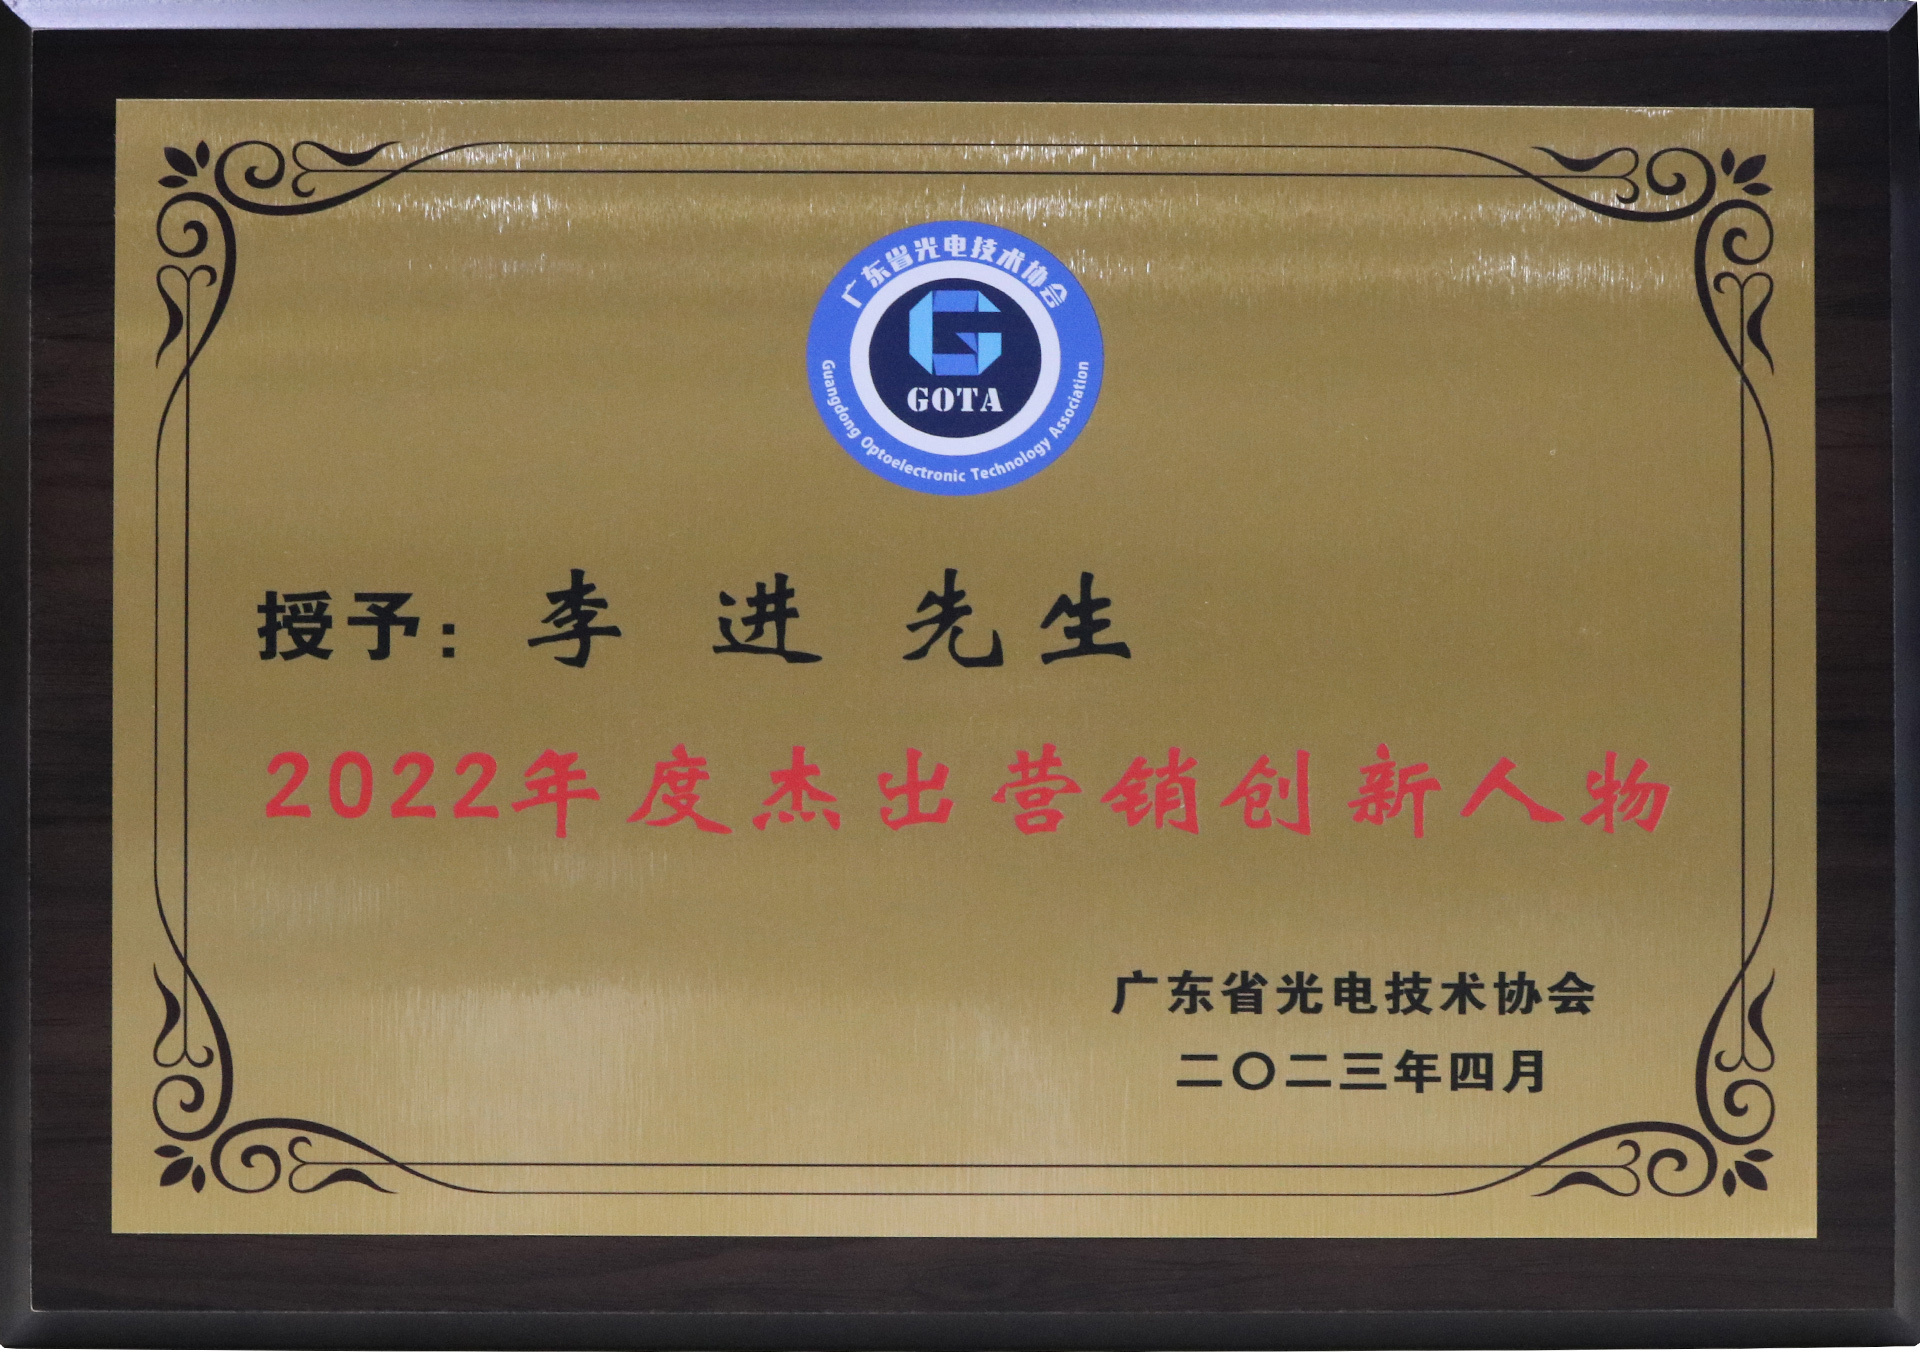 广东省光电技术协会
GOTA
Guangdong Optoelectronic Technology Association
授予: 李 进 先 生
2022年度杰出营销创新人物
广东省光电技术协会
二〇二三年四月